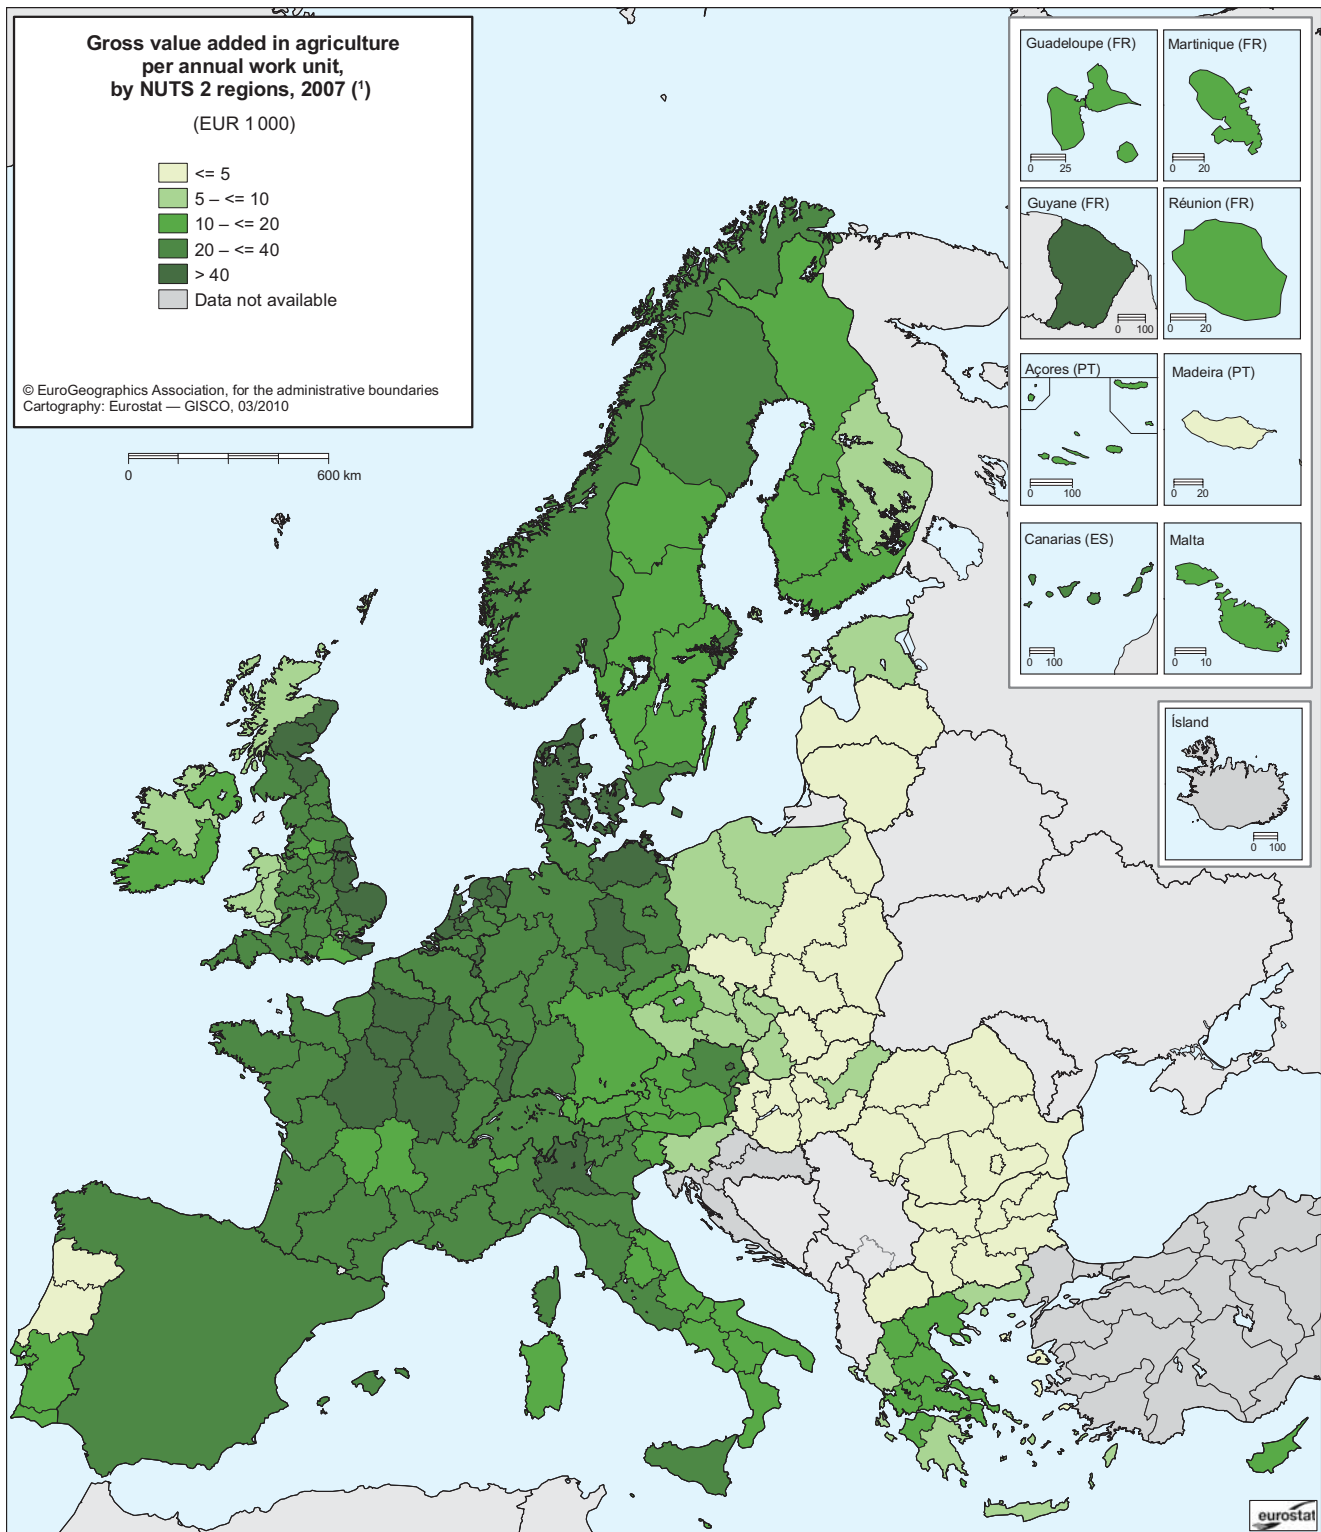 Gross value added in agriculture
per annual work unit,
by NUTS 2 regions, 2007 (¹)
(EUR 1 000)
<= 5
5 – <= 10
10 – <= 20
20 – <= 40
> 40
Data not available
© EuroGeographics Association, for the administrative boundaries
Cartography: Eurostat — GISCO, 03/2010
0 600 km
Guadeloupe (FR)
0 25
Martinique (FR)
0 20
Guyane (FR)
0 100
Réunion (FR)
0 20
Açores (PT)
0 100
Madeira (PT)
0 20
Canarias (ES)
0 100
Malta
0 10
Ísland
0 100
eurostat